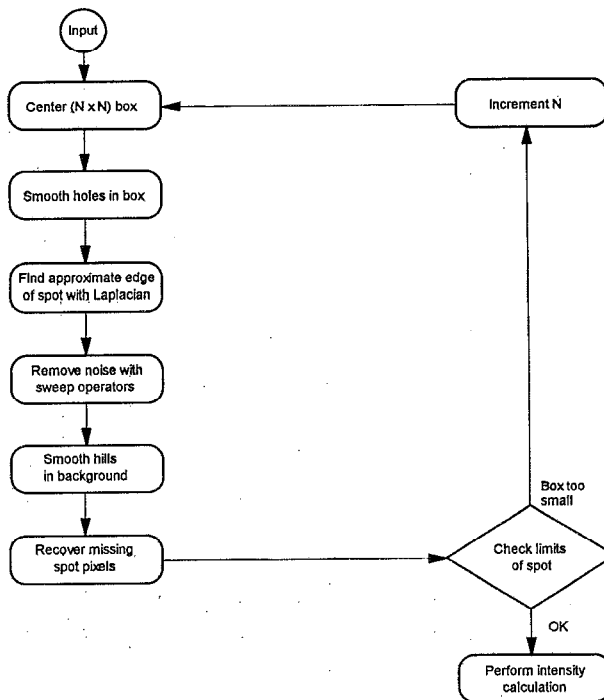 Input
Center (N x N) box
Increment N
Smooth holes in box
Find approximate edge
of spot with Laplacian
Remove noise with
sweep operators
Smooth hills
in background
Recover missing
spot pixels
Box too
small
Check limits
of spot
OK
Perform intensity
calculation